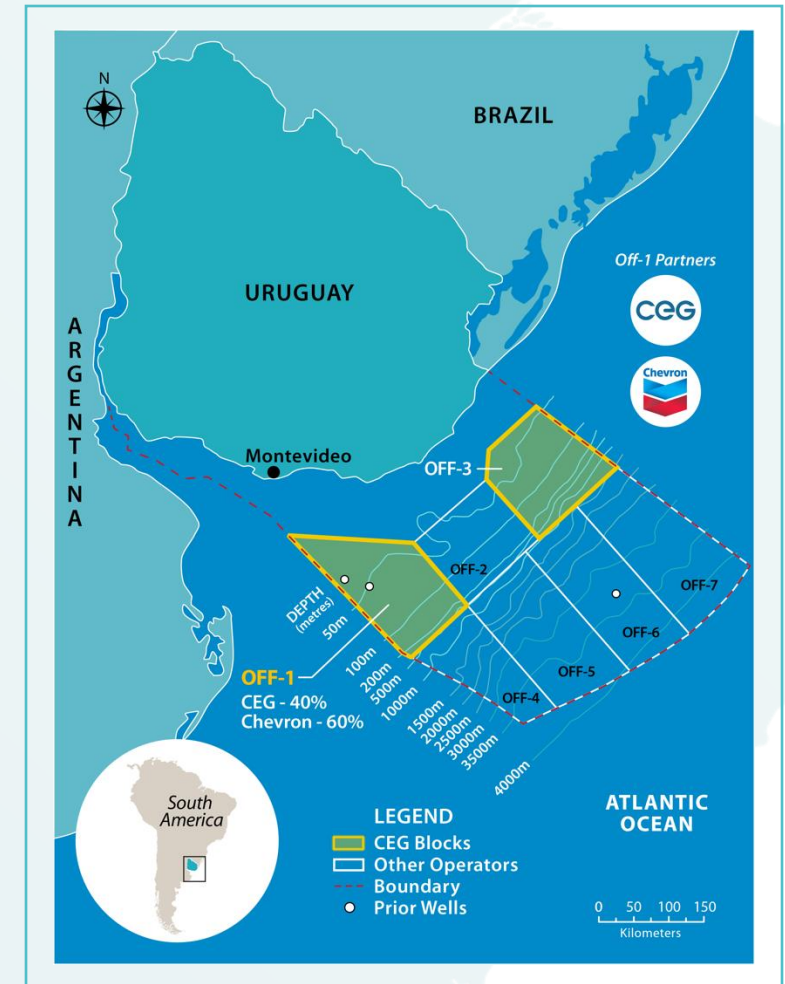 N
BRAZIL
Off-1 Partners
CEG
Chevron
URUGUAY
ARGENTINA
Montevideo
OFF-3
OFF-2
OFF-7
OFF-6
OFF-5
OFF-4
DEPTH
(metres)
50m
100m
200m
500m
1000m
1500m
2000m
2500m
3000m
3500m
4000m
OFF-1
CEG - 40%
Chevron - 60%
South
America
LEGEND
CEG Blocks
Other Operators
Boundary
Prior Wells
ATLANTIC
OCEAN
0 50 100 150
Kilometers